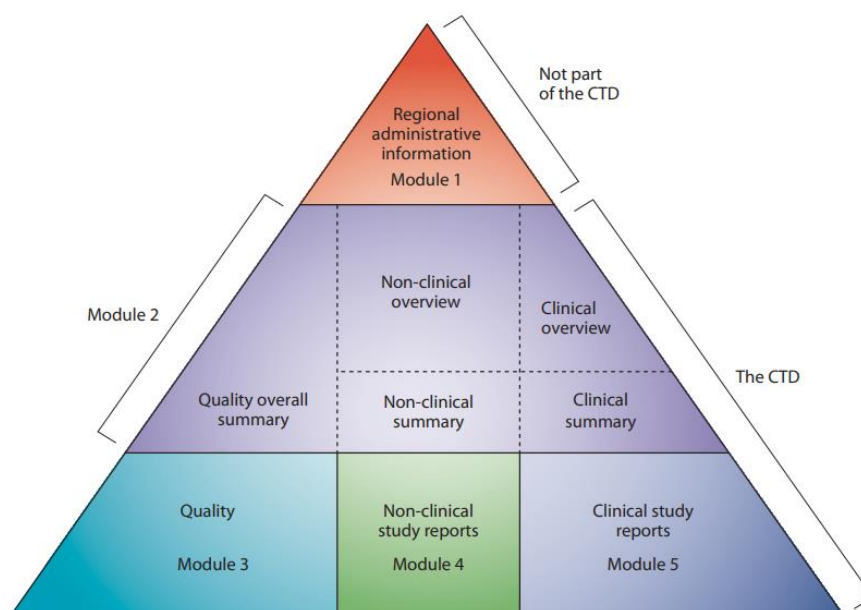 Not part
of the CTD
Regional
administrative
information
Module 1
Module 2
Non-clinical
overview
Clinical
overview
The CTD
Quality overall
summary
Non-clinical
summary
Clinical
summary
Quality
Module 3
Non-clinical
study reports
Module 4
Clinical study
reports
Module 5